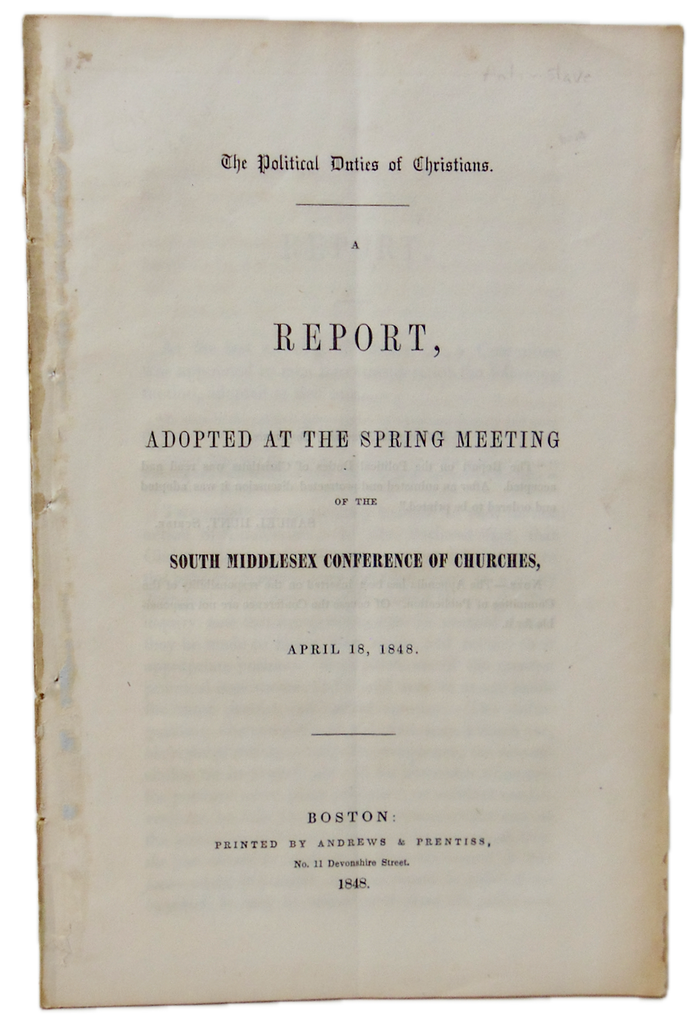 The Political Duties of Christians.
A
REPORT,
ADOPTED AT THE SPRING MEETING
OF THE
SOUTH MIDDLESEX CONFERENCE OF CHURCHES,
APRIL 18, 1848.
BOSTON:
PRINTED BY ANDREWS & PRENTISS,
No. 11 Devonshire Street.
1848.